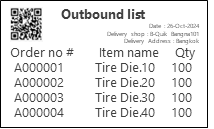 Outbound list
Date : 26-Oct-2024
Delivery shop : B-Quik Bangna101
Delivery Address : Bangkok
Order no # Item name Qty
A000001 Tire Die.10 100
A000002 Tire Die.20 100
A000003 Tire Die.30 100
A000004 Tire Die.40 100